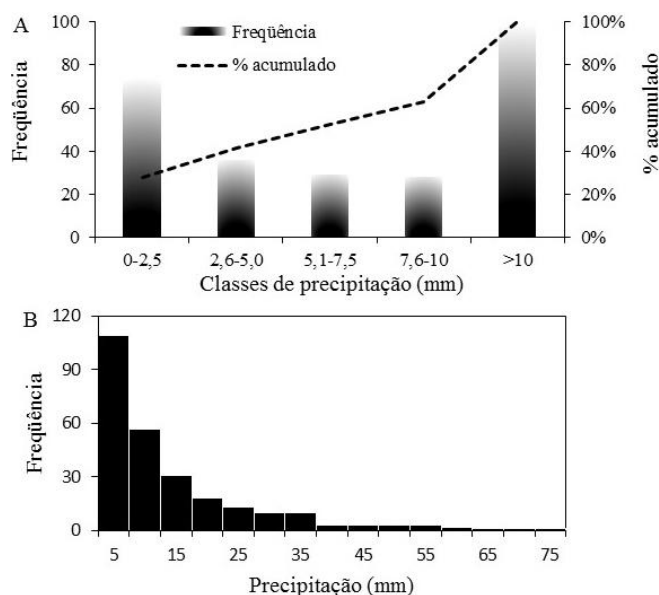 A
Freqüência
% acumulado
100
80
60
40
20
0
Freqüência
100%
80%
60%
40%
20%
0%
% acumulado
0-2,5 2,6-5,0 5,1-7,5 7,6-10 >10
Classes de precipitação (mm)
B
120
90
60
30
0
Freqüência
5 15 25 35 45 55 65 75
Precipitação (mm)